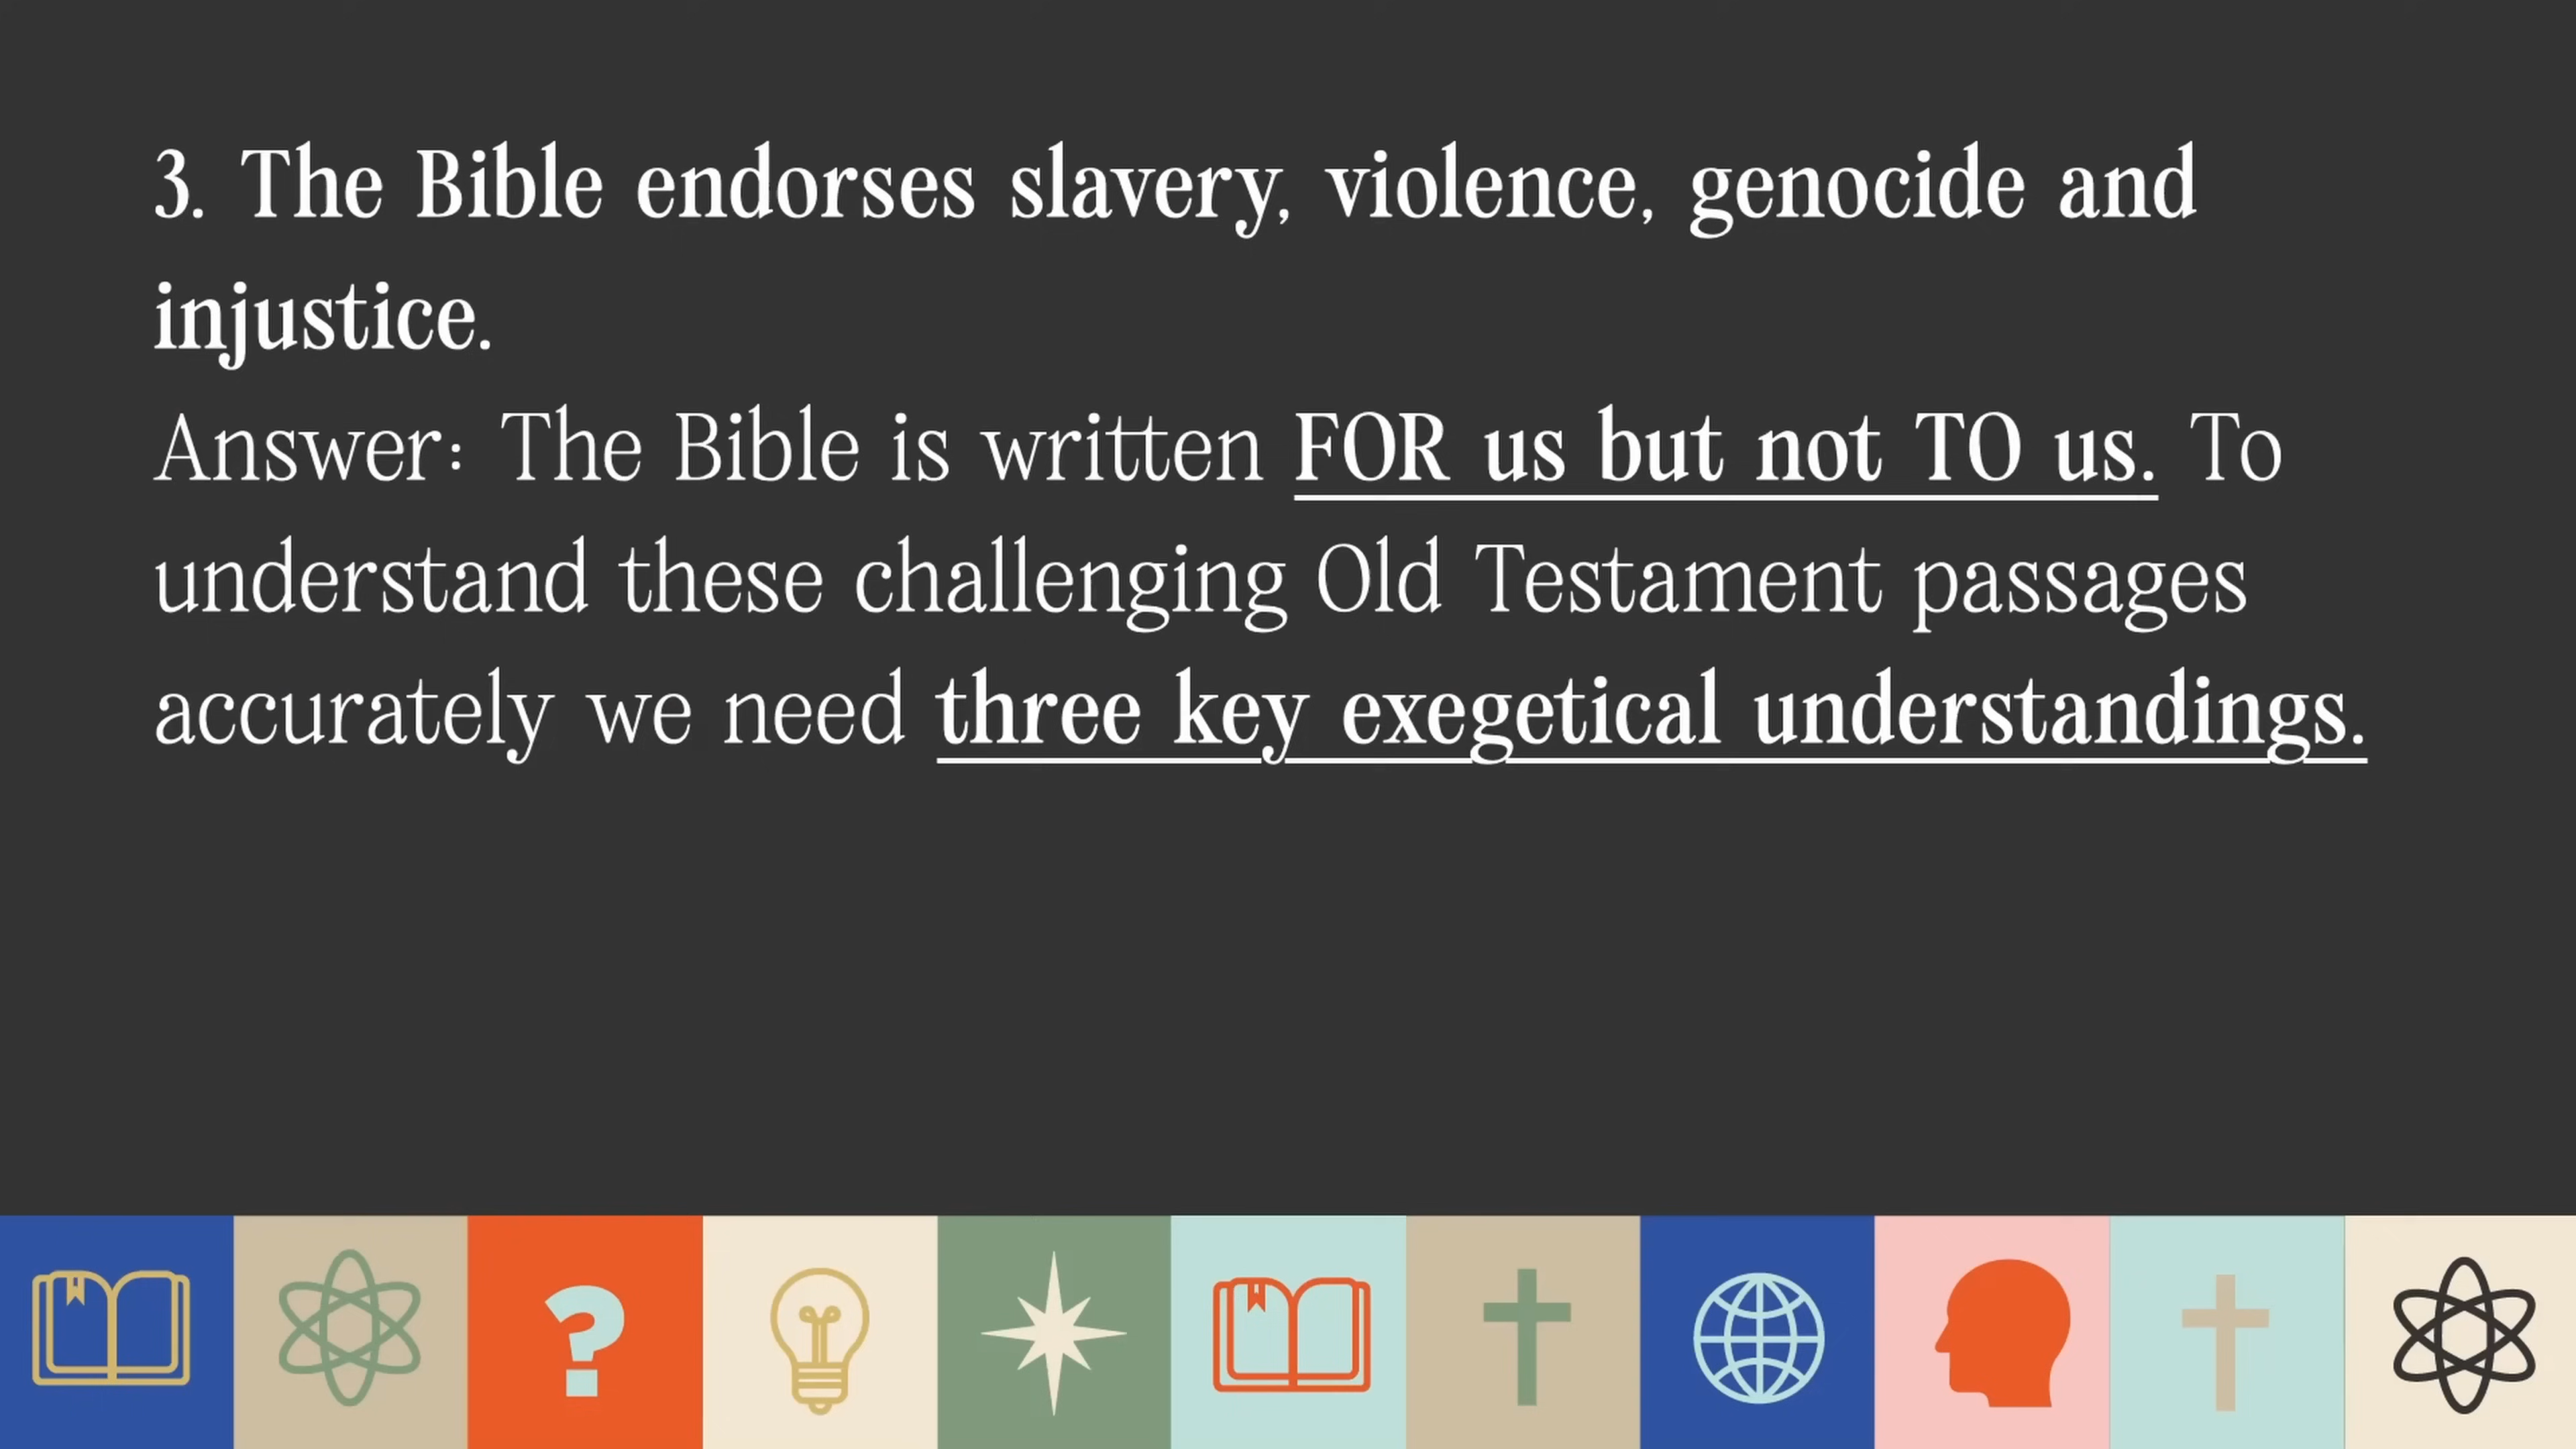 3. The Bible endorses slavery, violence, genocide and
injustice.
Answer: The Bible is written FOR us but not TO us. To
understand these challenging Old Testament passages
accurately we need three key exegetical understandings.
?